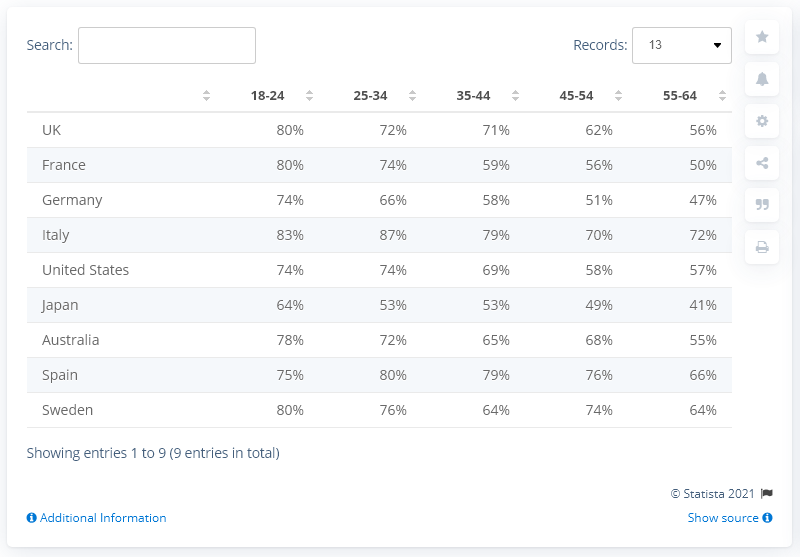 Search:
Records: 13
18-24 25-34 35-44 45-54 55-64
UK 80% 72% 71% 62% 56%
France 80% 74% 59% 56% 50%
Germany 74% 66% 58% 51% 47%
Italy 83% 87% 79% 70% 72%
United States 74% 74% 69% 58% 57%
Japan 64% 53% 53% 49% 41%
Australia 78% 72% 65% 68% 55%
Spain 75% 80% 79% 76% 66%
Sweden 80% 76% 64% 74% 64%
Showing entries 1 to 9 (9 entries in total)
© Statista 2021
Additional Information
Show source